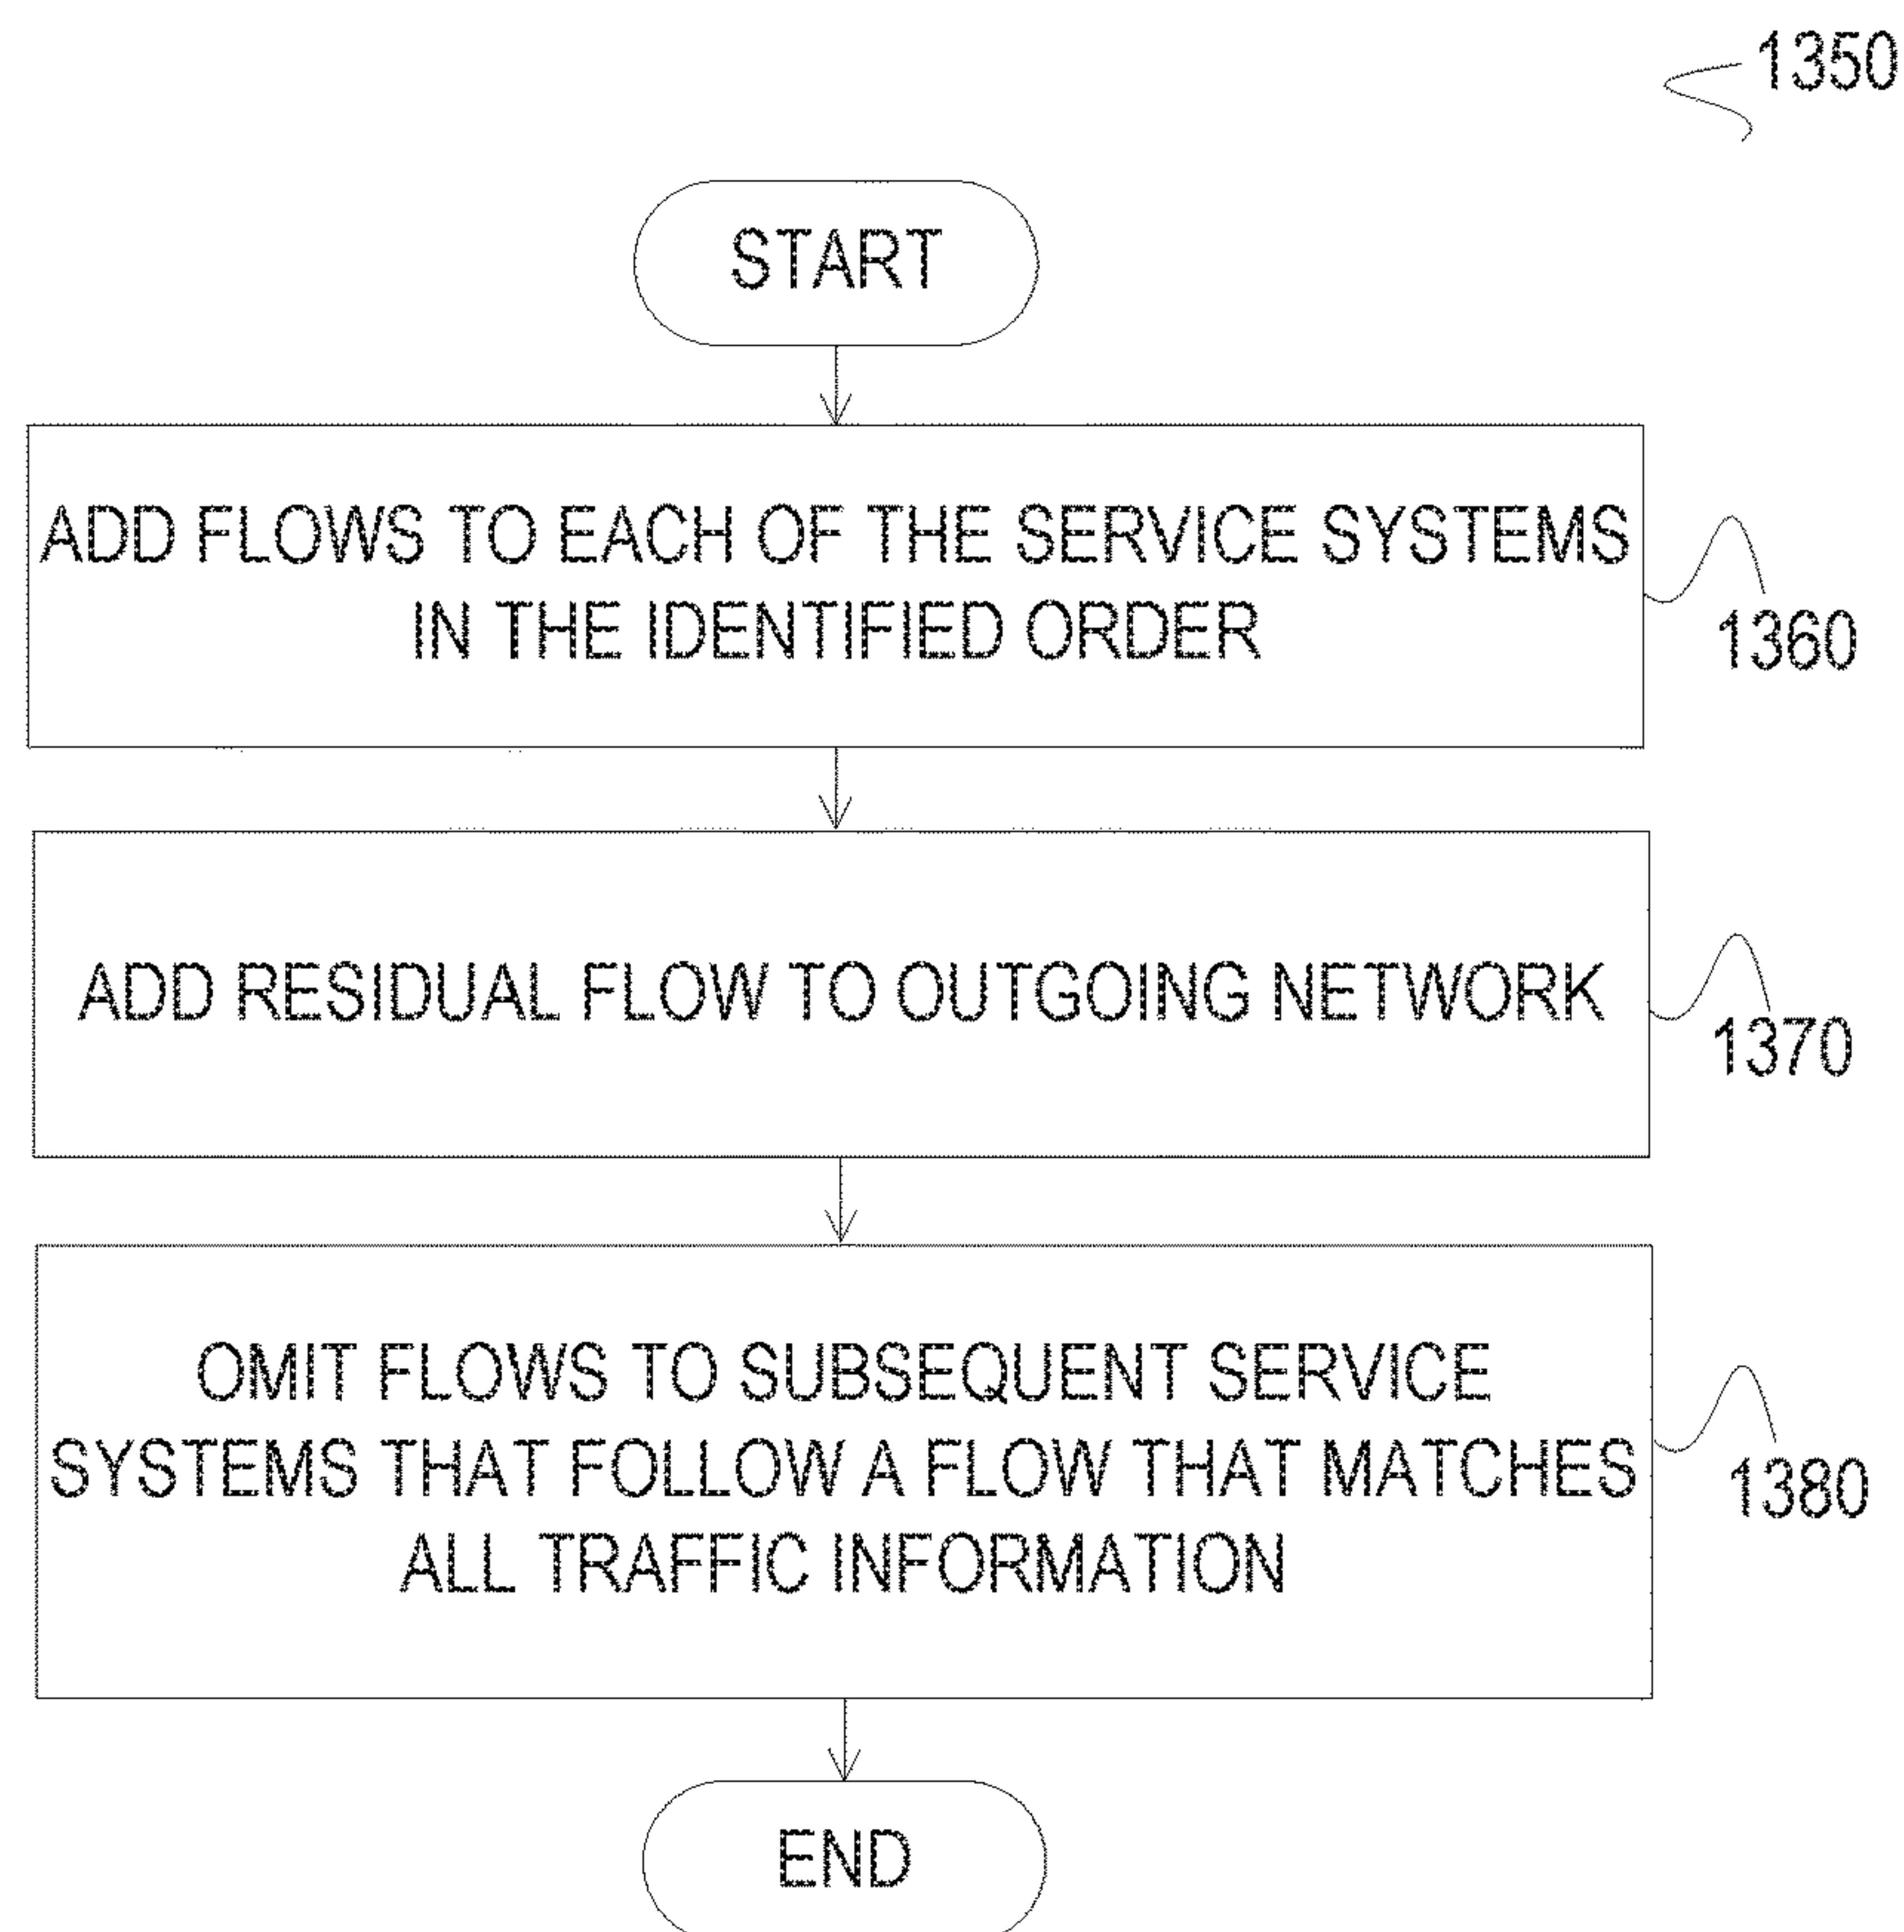 1350
START
ADD FLOWS TO EACH OF THE SERVICE SYSTEMS
IN THE IDENTIFIED ORDER
1360
ADD RESIDUAL FLOW TO OUTGOING NETWORK
1370
OMIT FLOWS TO SUBSEQUENT SERVICE
SYSTEMS THAT FOLLOW A FLOW THAT MATCHES
ALL TRAFFIC INFORMATION
1380
END